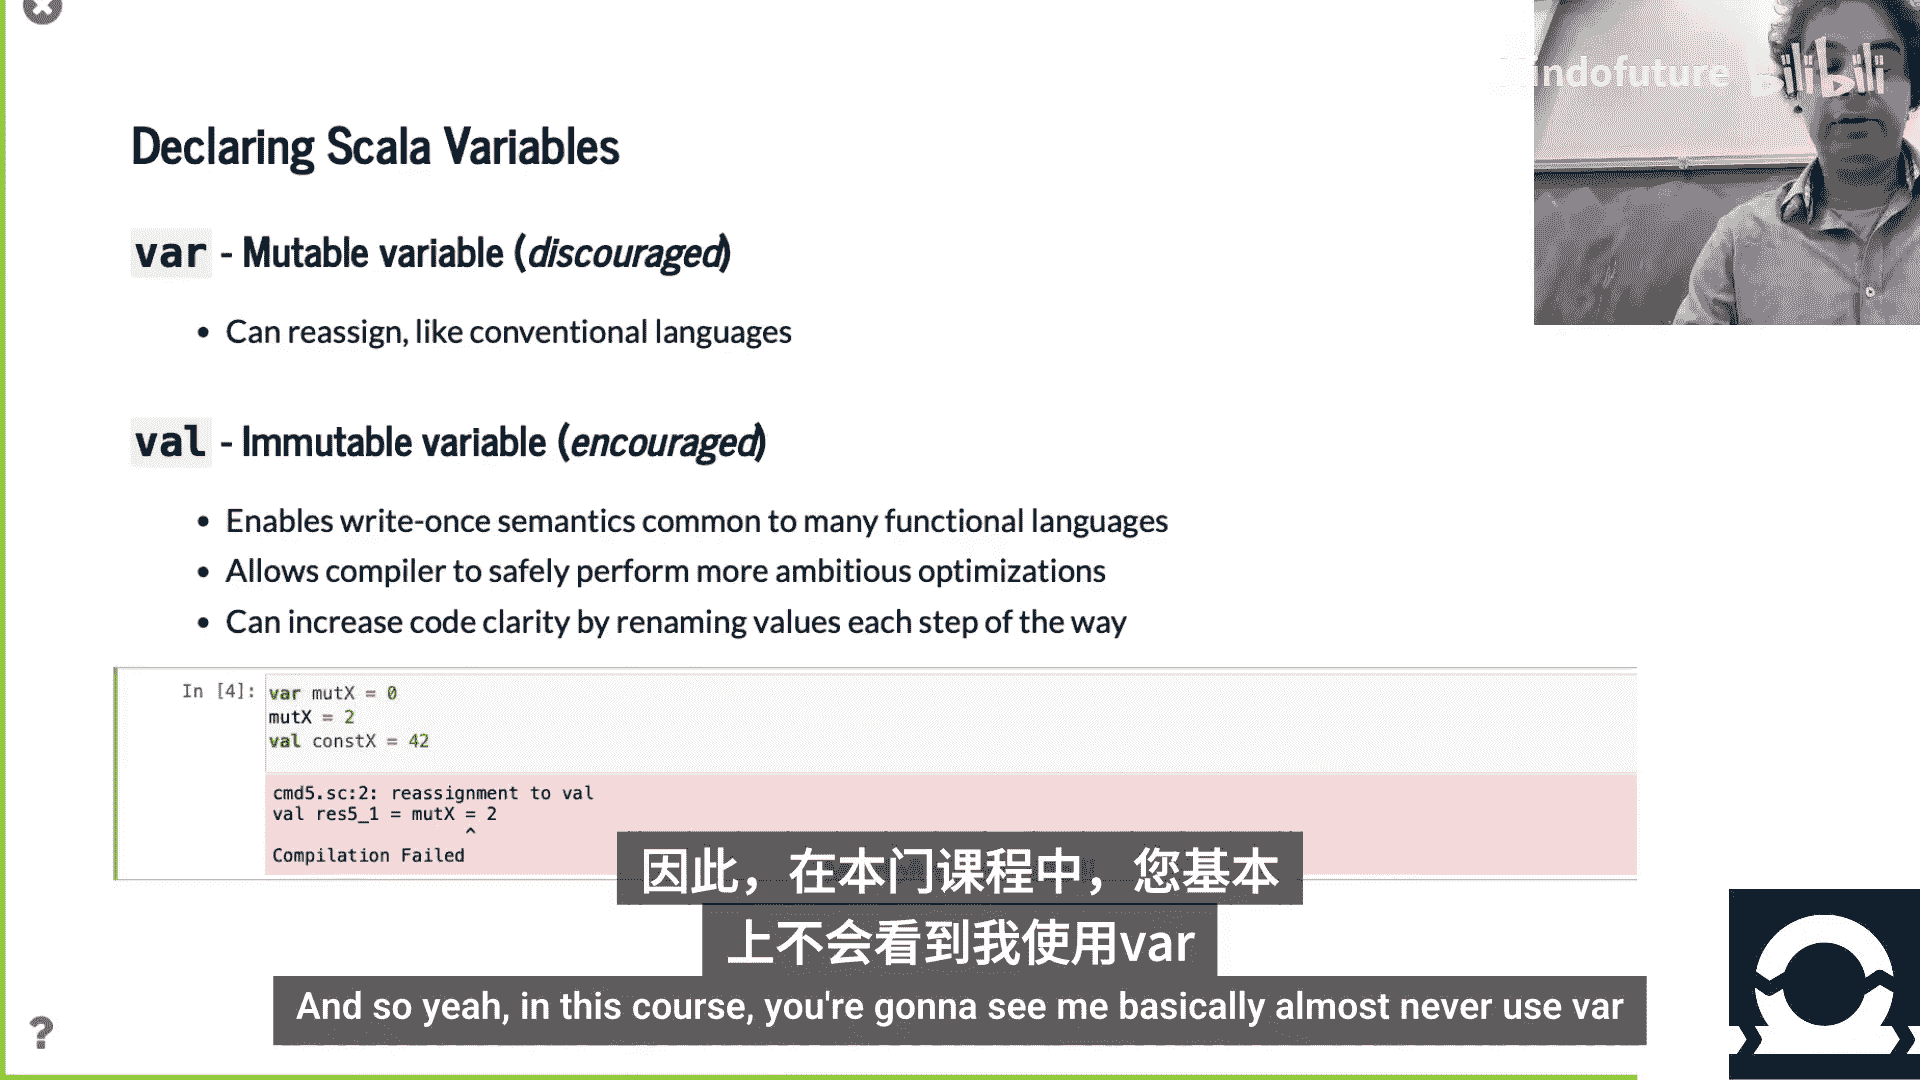 indofuture bilibili
Declaring Scala Variables
var - Mutable variable (discouraged)
• Can reassign, like conventional languages
val - Immutable variable (encouraged)
• Enables write-once semantics common to many functional languages
• Allows compiler to safely perform more ambitious optimizations
• Can increase code clarity by renaming values each step of the way
In [4]: var mutX = 0
mutX = 2
val constX = 42
cmd5.sc:2: reassignment to val
val res5_1 = mutX = 2
^
Compilation Failed
因此，在本门课程中，您基本
上不会看到我使用var
And so yeah, in this course, you're gonna see me basically almost never use var
?